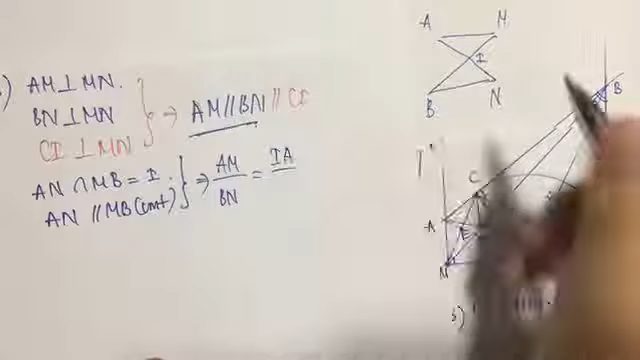 ) AM ⊥ MN.
BN ⊥ MN } → AM // BN // CI
CI ⊥ MN
AN ∩ MB = I.
AN // MB (cmt) } ⇒ AM/BN = IA
A M
I
B N
B
C
A
E
M
b)